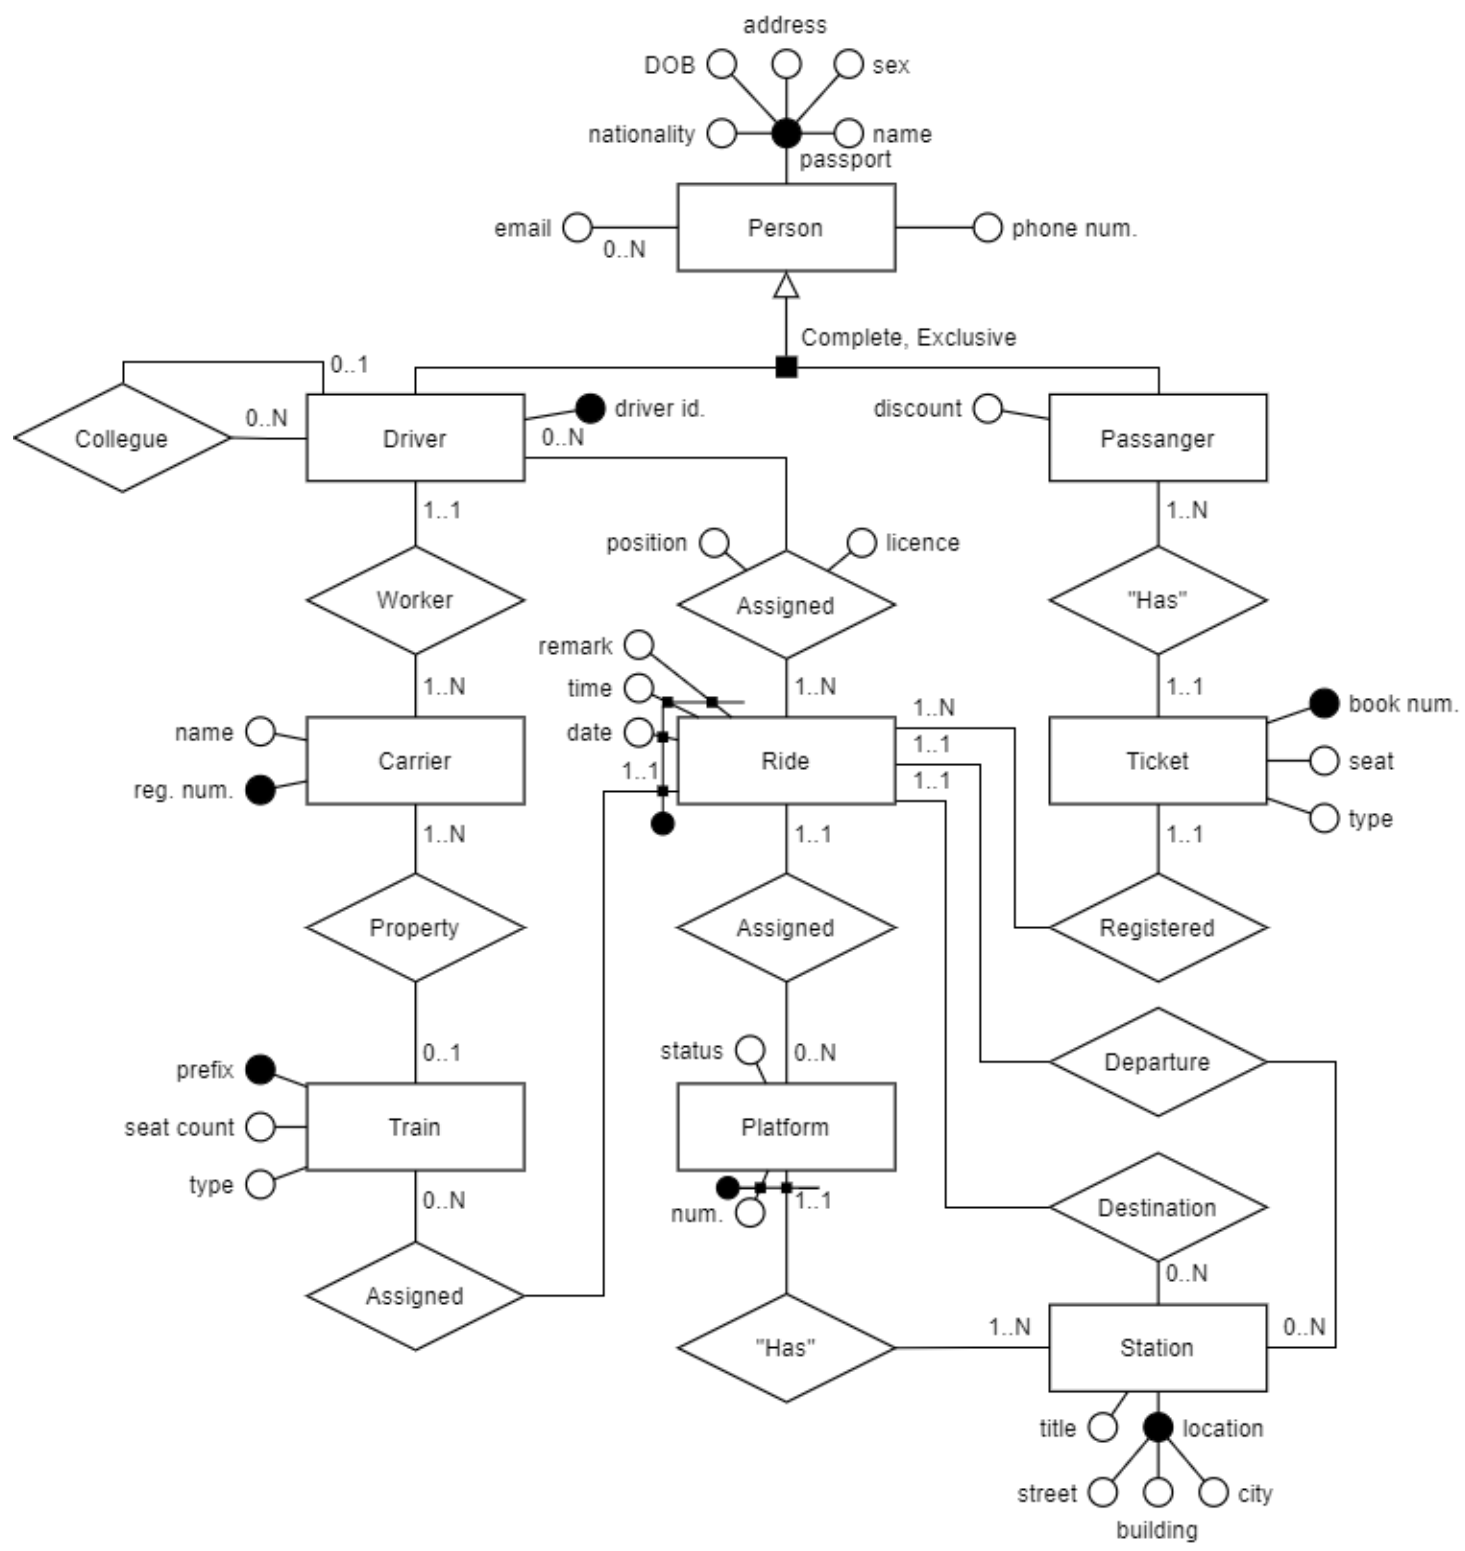 address
DOB
sex
nationality
name
passport
email
0..N
Person
phone num.
Complete, Exclusive
0..1
Collegue
0..N
Driver
driver id.
0..N
discount
Passanger
1..1
1..N
position
licence
Worker
Assigned
"Has"
remark
time
date
1..N
1..N
1..1
name
reg. num.
Carrier
1..1
Ride
1..N
1..1
1..1
Ticket
book num.
seat
type
1..N
1..1
1..1
Property
Assigned
Registered
0..1
status
0..N
Departure
prefix
seat count
type
Train
Platform
0..N
num.
1..1
Destination
0..N
Assigned
"Has"
1..N
Station
0..N
title
location
street
city
building